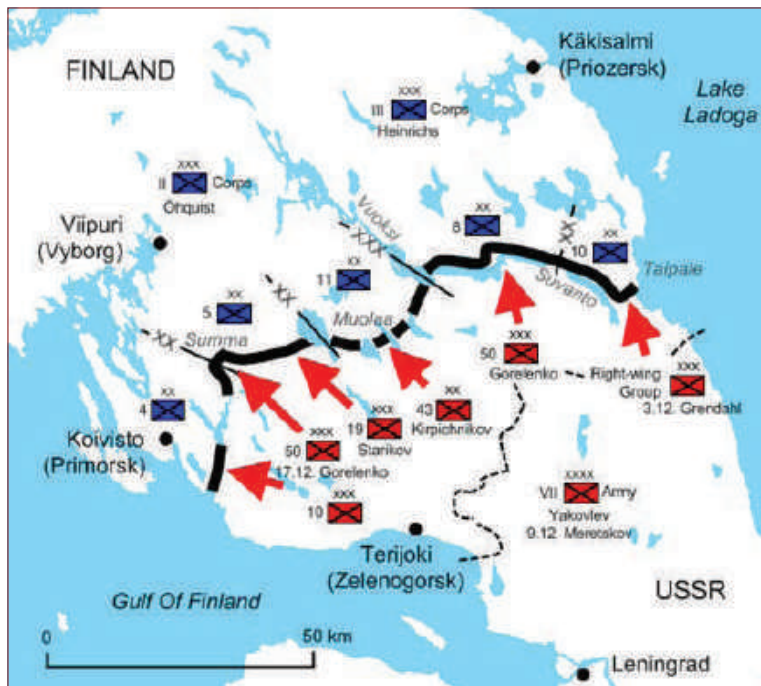 FINLAND
Käkisalmi
(Priozersk)
Lake
Ladoga
XXX
III Corps
Heinrichs
XXX
II Corps
Öhquist
Viipuri
(Vyborg)
Vuoksi
XXX
XX
8
XX
XX
10
Taipale
Suvanto
XX
11
XX
XX
5
Muolaa
XX
Summa
XX
4
Koivisto
(Primorsk)
XXX
50
Gorelenko
Right-wing
Group
XXX
3.12. Grendahl
XX
43
Kirpichnikov
XXX
19
Starikov
XXX
50
17.12. Gorelenko
XXX
10
XXXX
VII Army
Yakovlev
9.12. Meretskov
Terijoki
(Zelenogorsk)
Gulf Of Finland
USSR
0 50 km
Leningrad